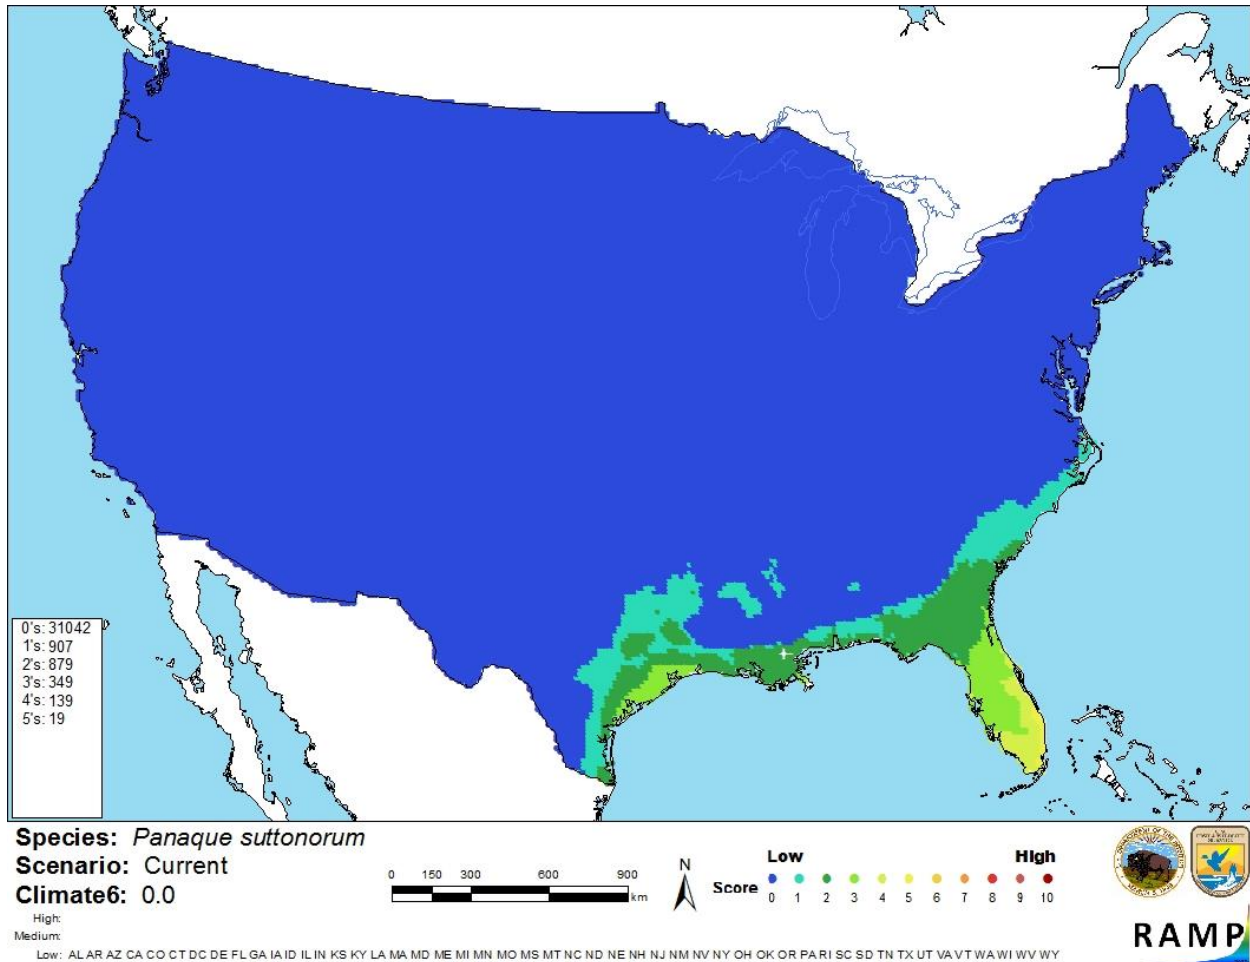 0's: 31042
1's: 907
2's: 879
3's: 349
4's: 139
5's: 19
Species: Panaque suttonorum
Scenario: Current
Climate6: 0.0
High:
Medium:
Low: AL AR AZ CA CO CT DC DE FL GA IA ID IL IN KS KY LA MA MD ME MI MN MO MS MT NC ND NE NH NJ NM NV NY OH OK OR PA RI SC SD TN TX UT VA VT WA WI WV WY
0 150 300 600 900
km
N
Low High
Score
0 1 2 3 4 5 6 7 8 9 10
RAMP